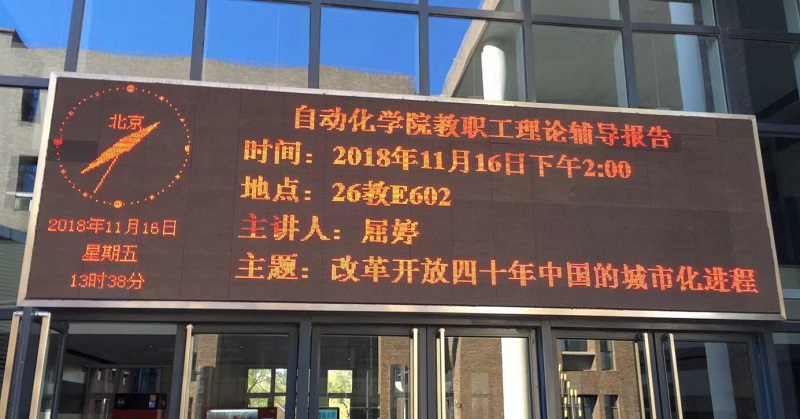 北京
2018年11月16日
星期五
13时38分
自动化学院教职工理论辅导报告
时间：2018年11月16日下午2:00
地点：26教E602
主讲人：屈婷
主题：改革开放四十年中国的城市化进程